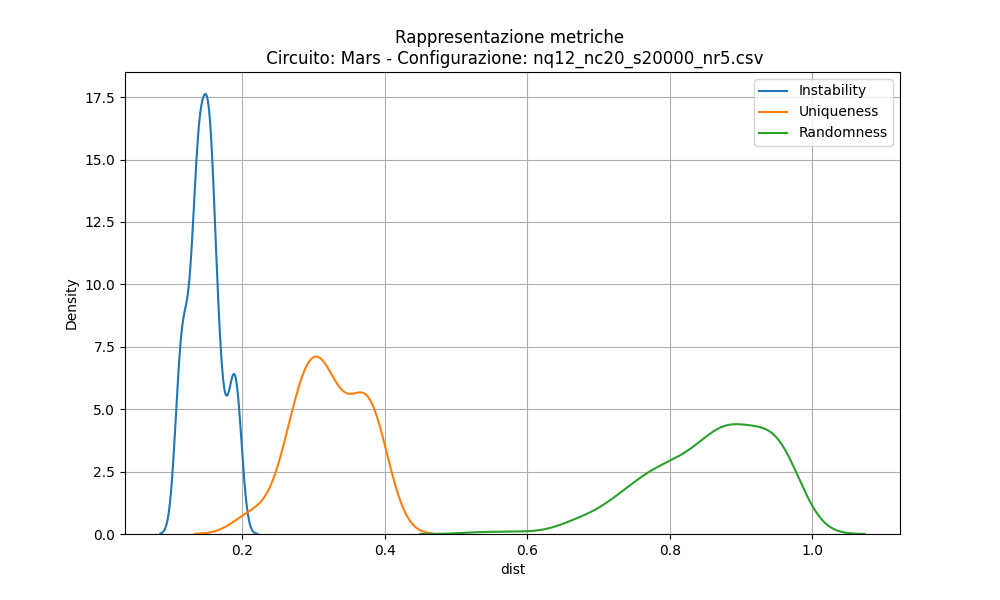 Rappresentazione metriche
Circuito: Mars - Configurazione: nq12_nc20_s20000_nr5.csv
Instability
Uniqueness
Randomness
17.5
15.0
12.5
10.0
7.5
5.0
2.5
0.0
Density
0.2
0.4
0.6
0.8
1.0
dist